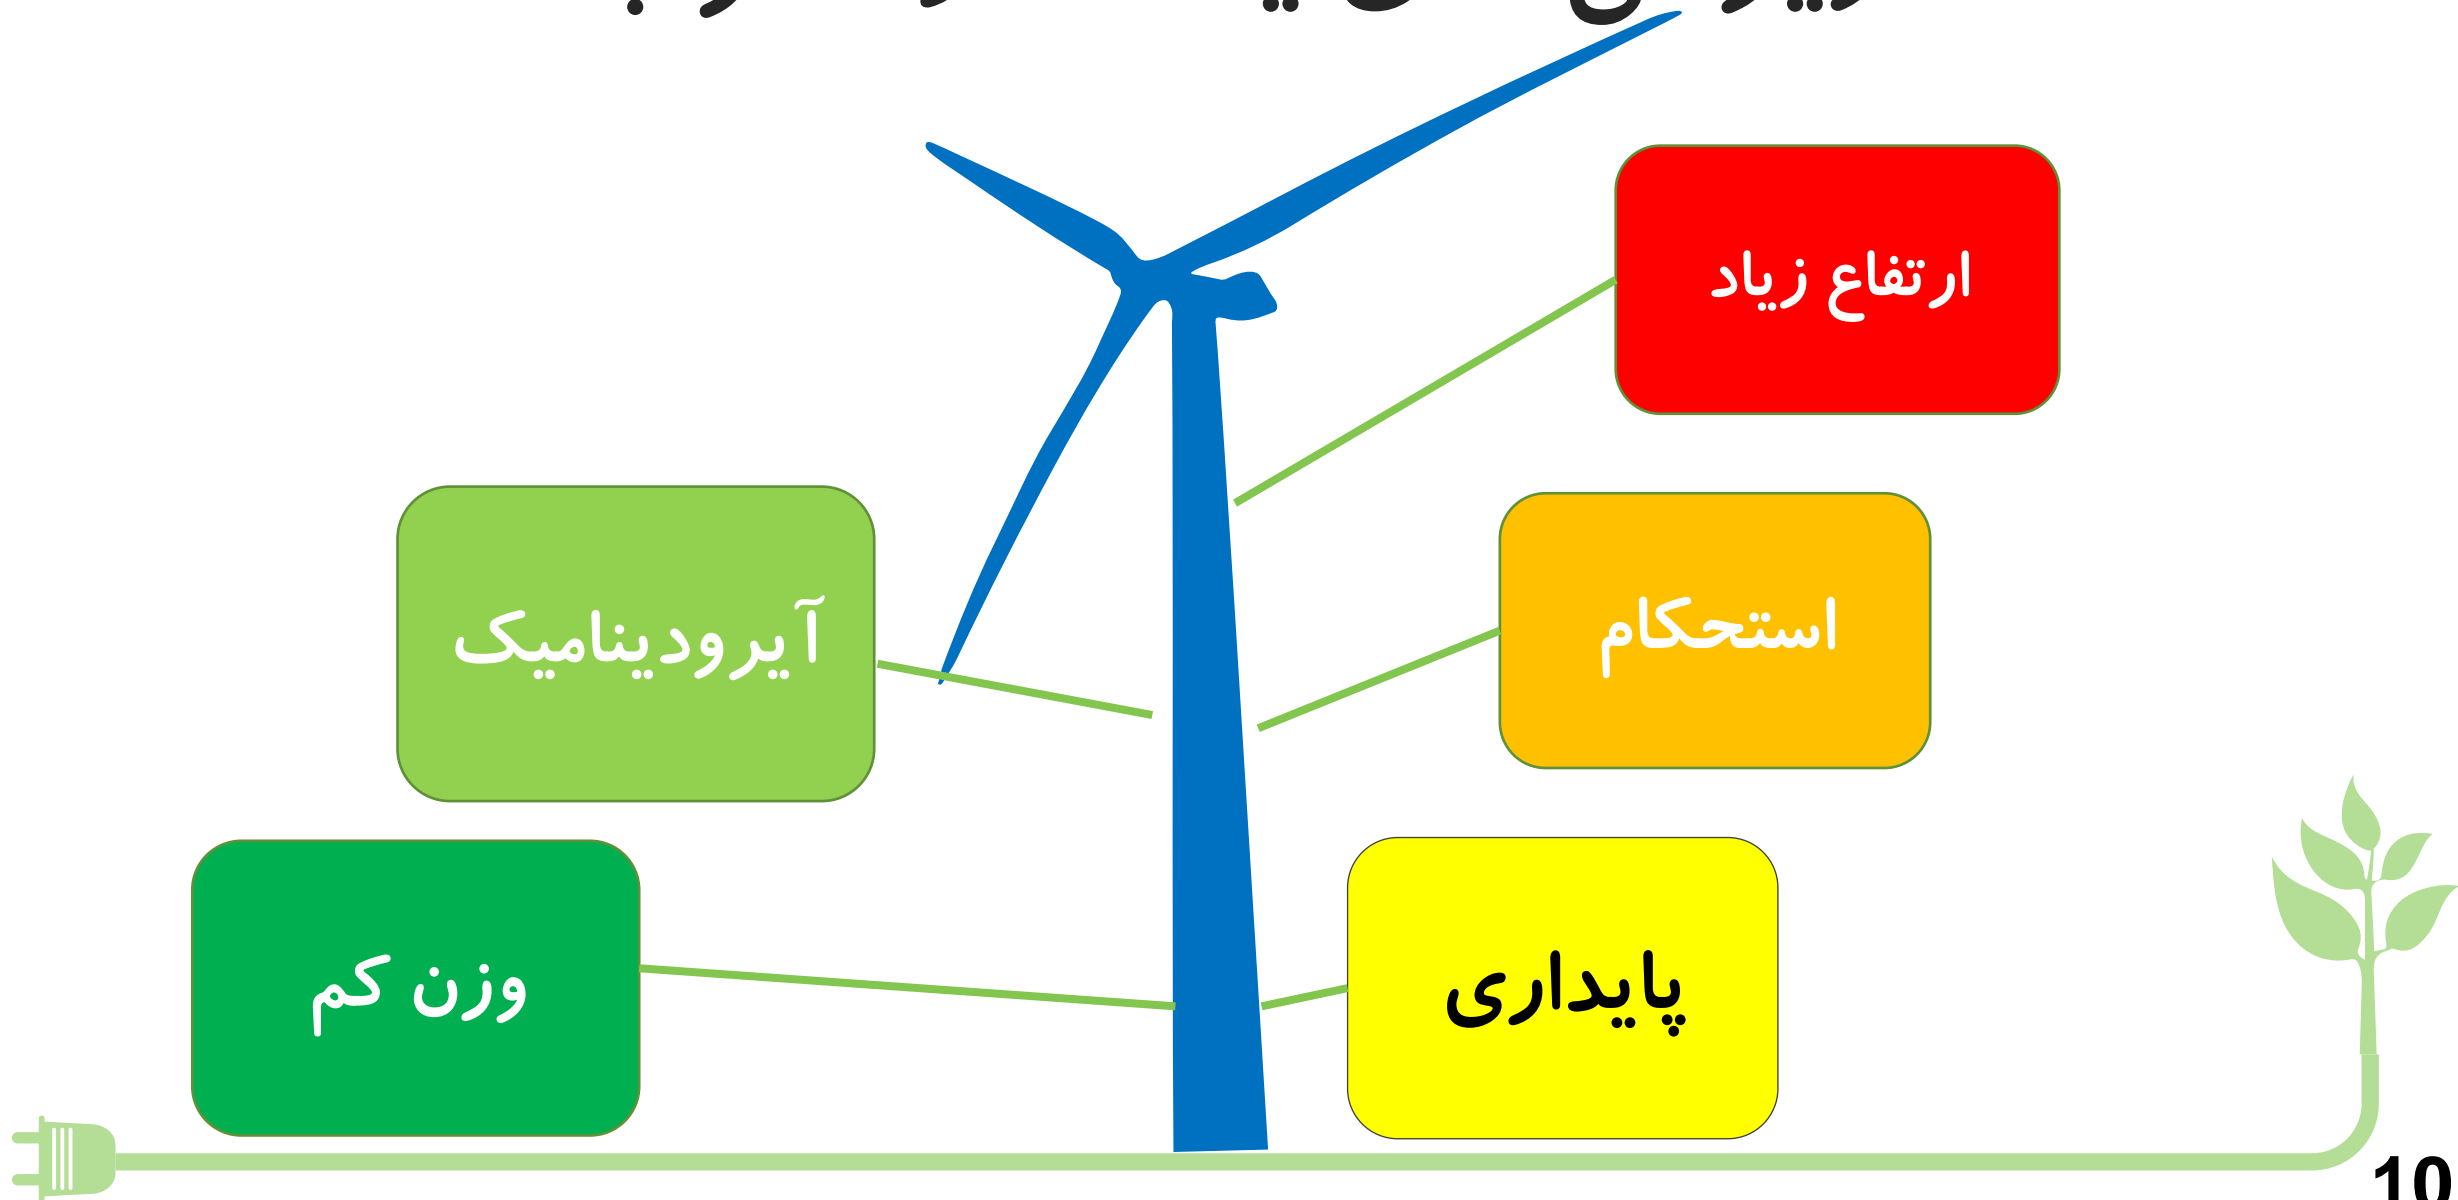 ارتفاع زیاد
استحکام
آیرودینامیک
پایداری
وزن کم
10